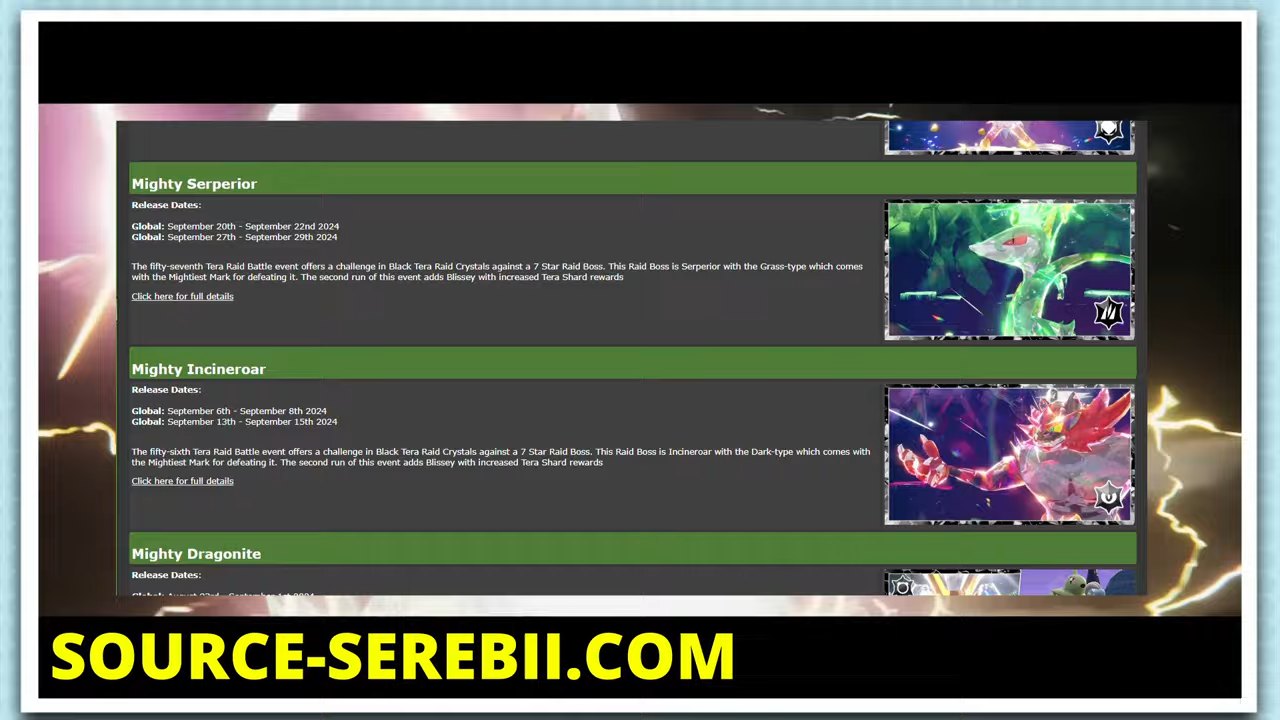 Mighty Serperior
Release Dates:
Global: September 20th - September 22nd 2024
Global: September 27th - September 29th 2024
The fifty-seventh Tera Raid Battle event offers a challenge in Black Tera Raid Crystals against a 7 Star Raid Boss. This Raid Boss is Serperior with the Grass-type which comes
with the Mightiest Mark for defeating it. The second run of this event adds Blissey with increased Tera Shard rewards
Click here for full details
Mighty Incineroar
Release Dates:
Global: September 6th - September 8th 2024
Global: September 13th - September 15th 2024
The fifty-sixth Tera Raid Battle event offers a challenge in Black Tera Raid Crystals against a 7 Star Raid Boss. This Raid Boss is Incineroar with the Dark-type which comes with
the Mightiest Mark for defeating it. The second run of this event adds Blissey with increased Tera Shard rewards
Click here for full details
Mighty Dragonite
Release Dates:
Global: August 23rd - September 1st 2024
SOURCE-SEREBII.COM